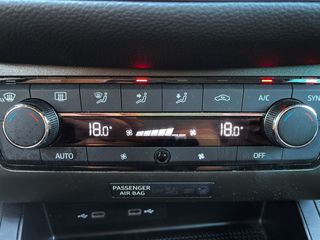 A/C SYN
18.0° 18.0°
AUTO OFF
PASSENGER
AIR BAG